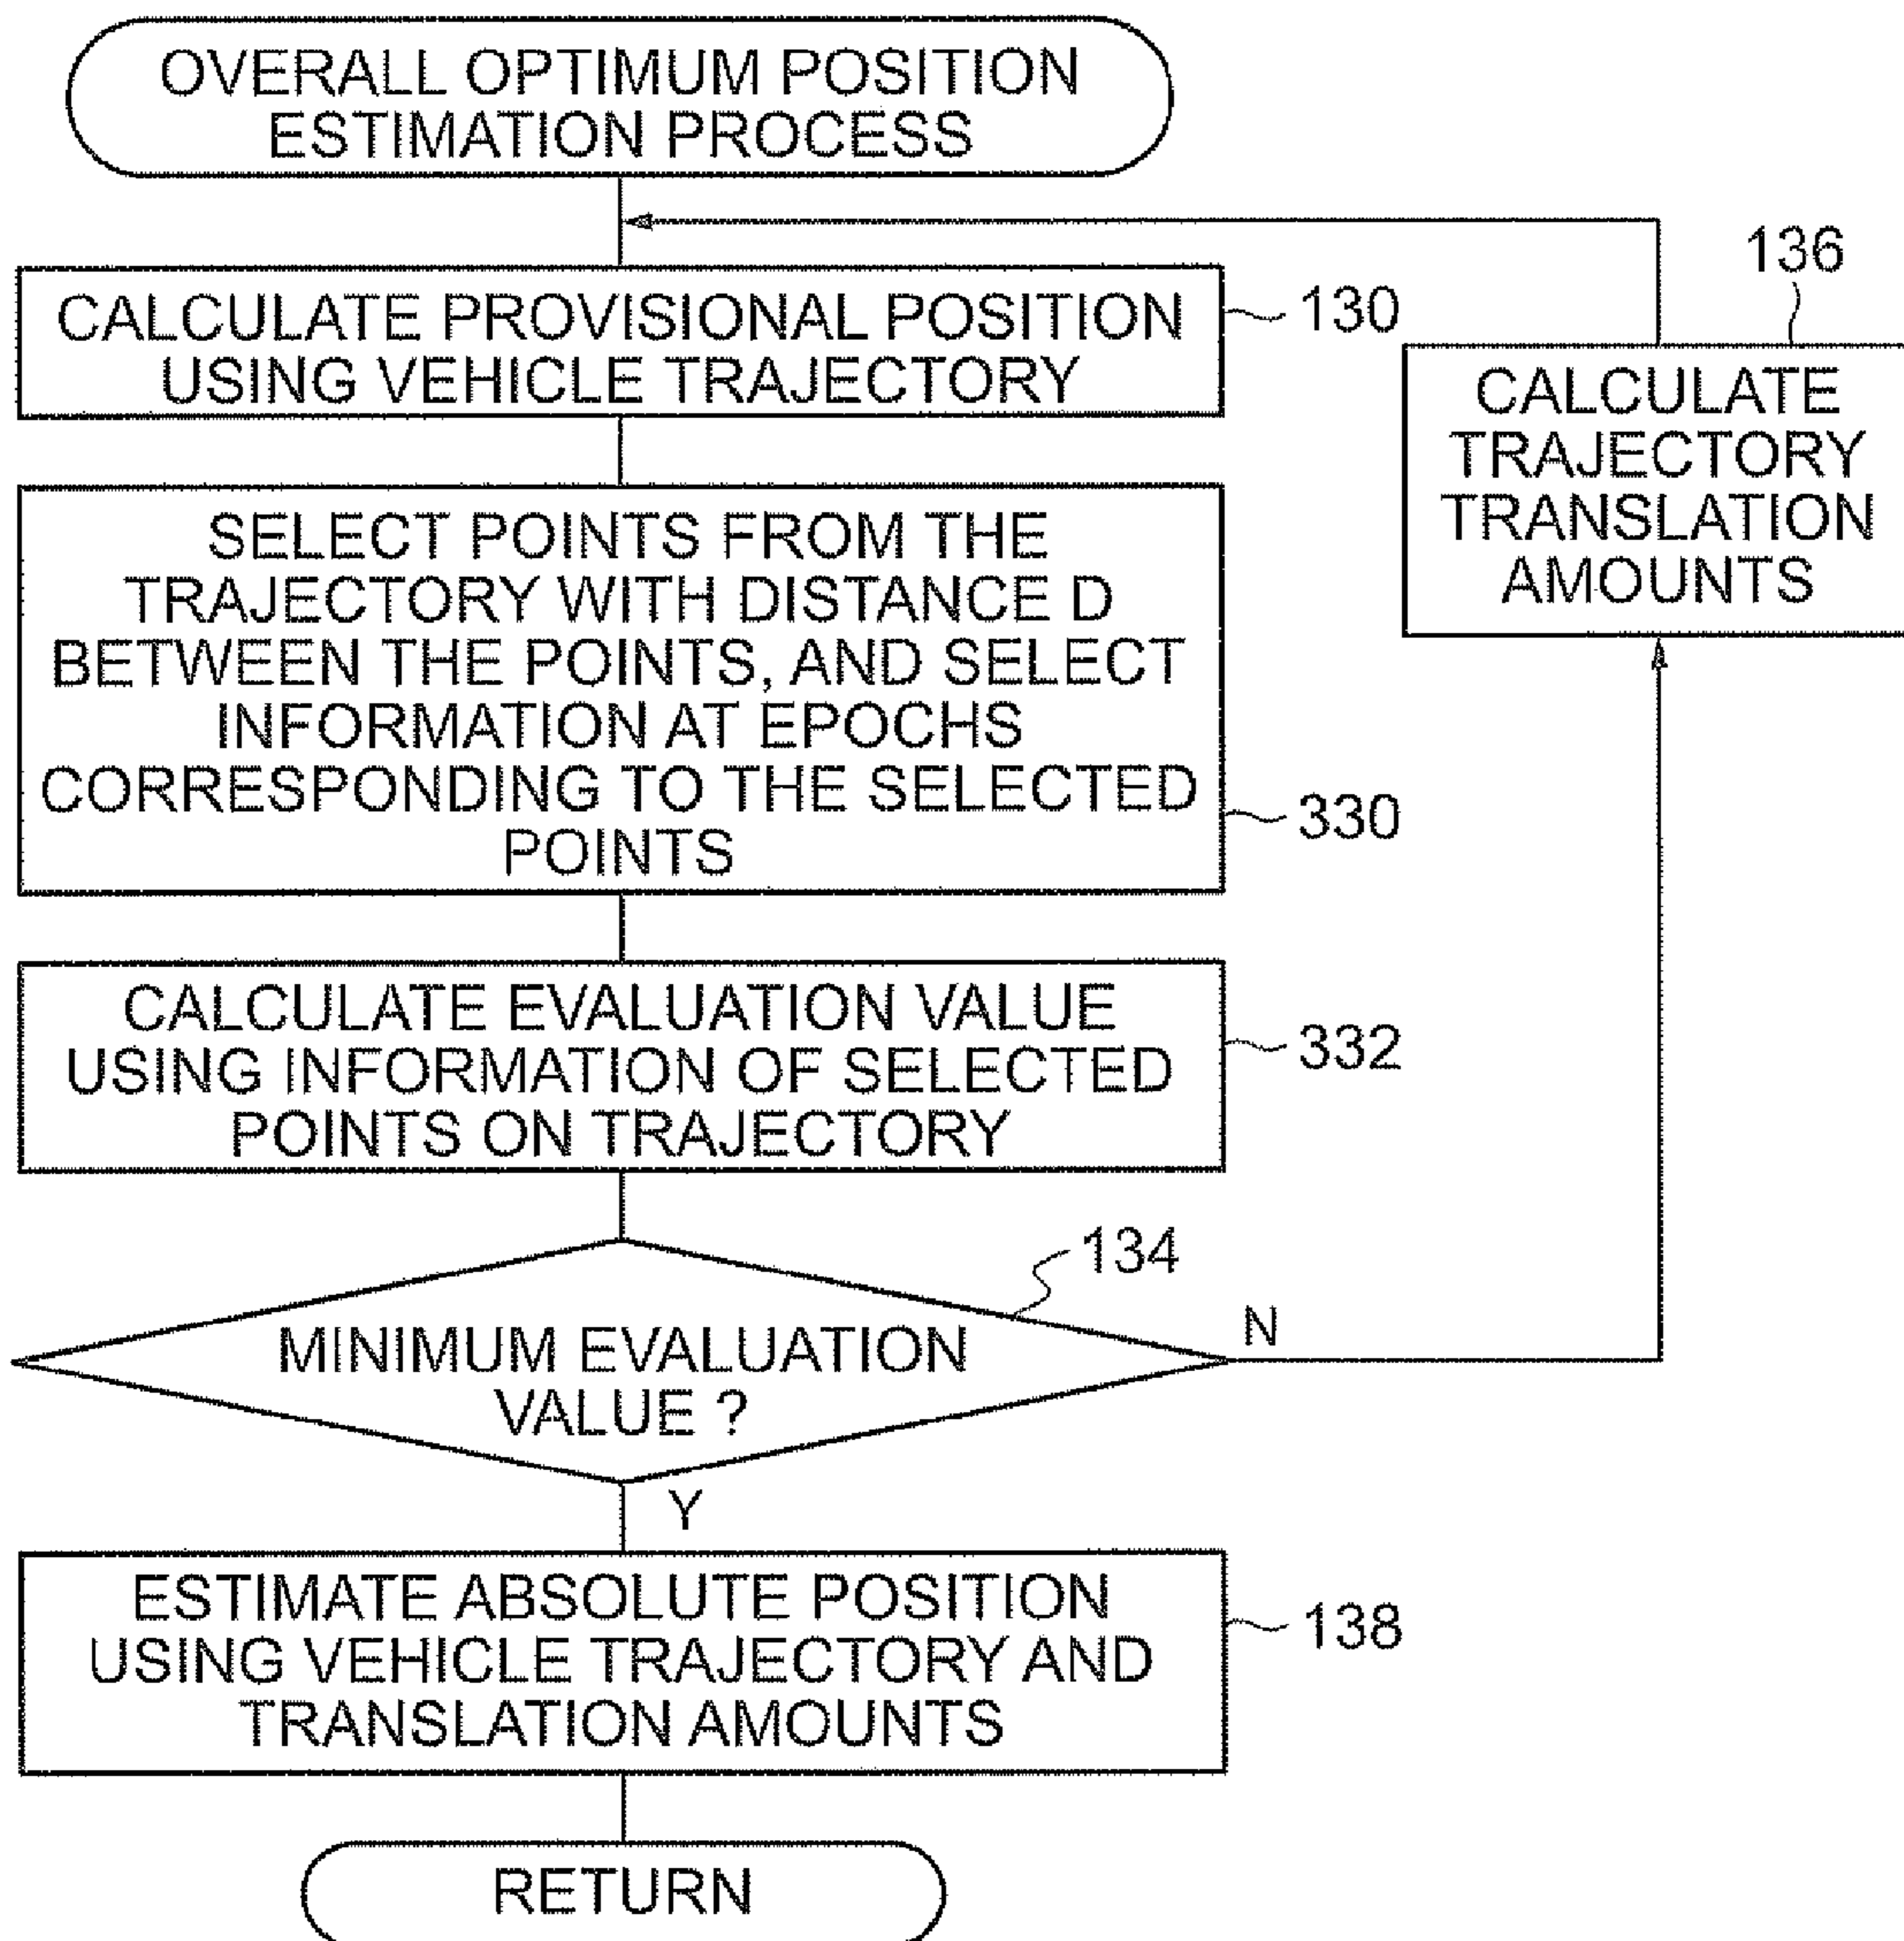 OVERALL OPTIMUM POSITION
ESTIMATION PROCESS
136
CALCULATE PROVISIONAL POSITION
USING VEHICLE TRAJECTORY
130
CALCULATE
TRAJECTORY
TRANSLATION
AMOUNTS
SELECT POINTS FROM THE
TRAJECTORY WITH DISTANCE D
BETWEEN THE POINTS, AND SELECT
INFORMATION AT EPOCHS
CORRESPONDING TO THE SELECTED
POINTS
330
CALCULATE EVALUATION VALUE
USING INFORMATION OF SELECTED
POINTS ON TRAJECTORY
332
134
MINIMUM EVALUATION
VALUE ?
N
Y
ESTIMATE ABSOLUTE POSITION
USING VEHICLE TRAJECTORY AND
TRANSLATION AMOUNTS
138
RETURN